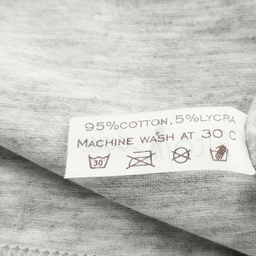 95%COTTON, 5%LYCRA
MACHINE WASH AT 30 C
30